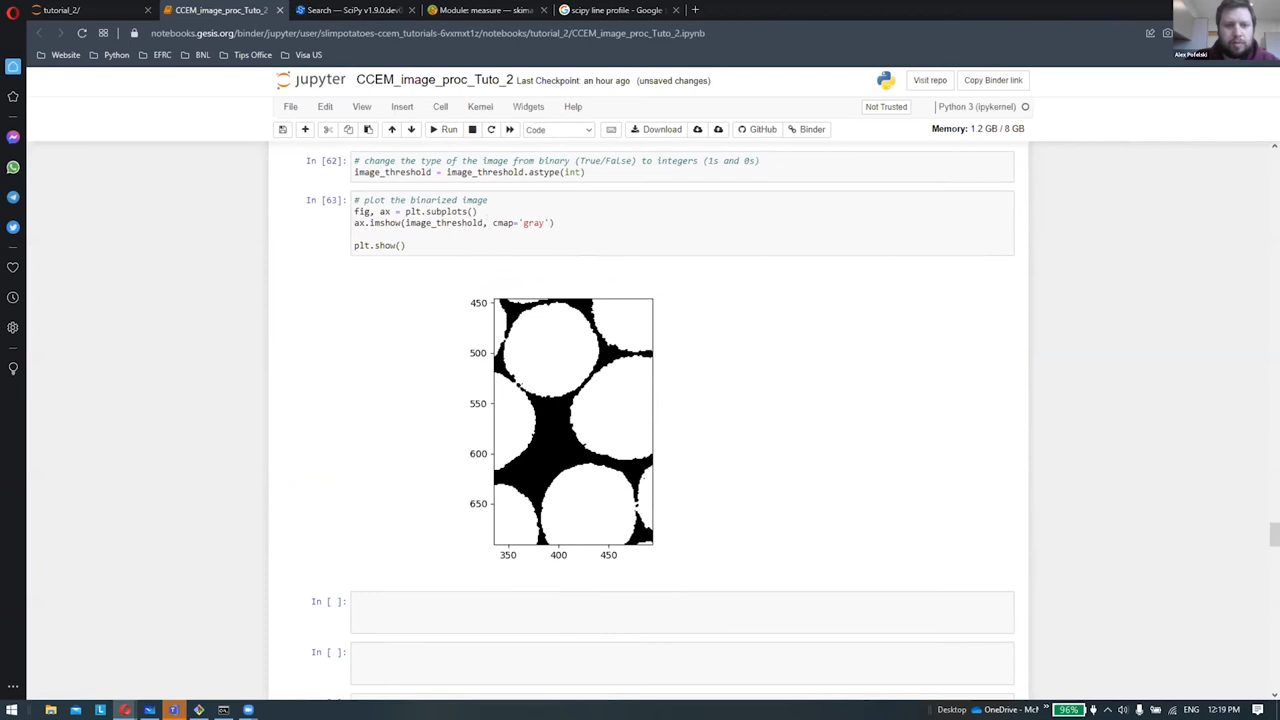 tutorial_2/
CCEM_image_proc_Tuto_2
Search — SciPy v1.9.0.dev0
Module: measure — skima
scipy line profile - Google
notebooks.gesis.org/binder/jupyter/user/slimpotatoes-ccem_tutorials-6vxmxt1z/notebooks/tutorial_2/CCEM_image_proc_Tuto_2.ipynb
Alex Pofelski
Website
Python
EFRC
BNL
Tips Office
Visa US
jupyter
CCEM_image_proc_Tuto_2 Last Checkpoint: an hour ago (unsaved changes)
Visit repo
Copy Binder link
File
Edit
View
Insert
Cell
Kernel
Widgets
Help
Not Trusted
Python 3 (ipykernel)
Run
Code
Download
GitHub
Binder
Memory: 1.2 GB / 8 GB
In [62]:
# change the type of the image from binary (True/False) to integers (1s and 0s)
image_threshold = image_threshold.astype(int)
In [63]:
# plot the binarized image
fig, ax = plt.subplots()
ax.imshow(image_threshold, cmap='gray')
plt.show()
450
500
550
600
650
350
400
450
In [ ]:
In [ ]:
Desktop
OneDrive - McM
96%
12:19 PM